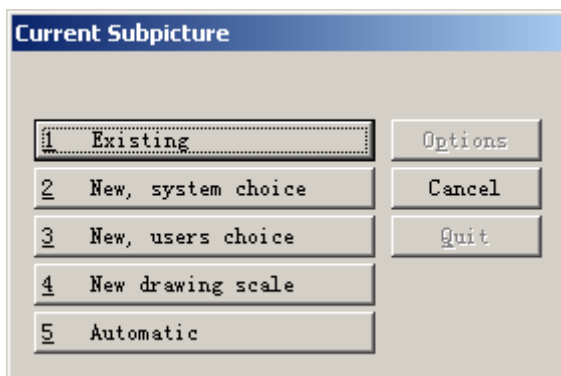 Current Subpicture
1 Existing
Options
2 New, system choice
Cancel
3 New, users choice
Quit
4 New drawing scale
5 Automatic